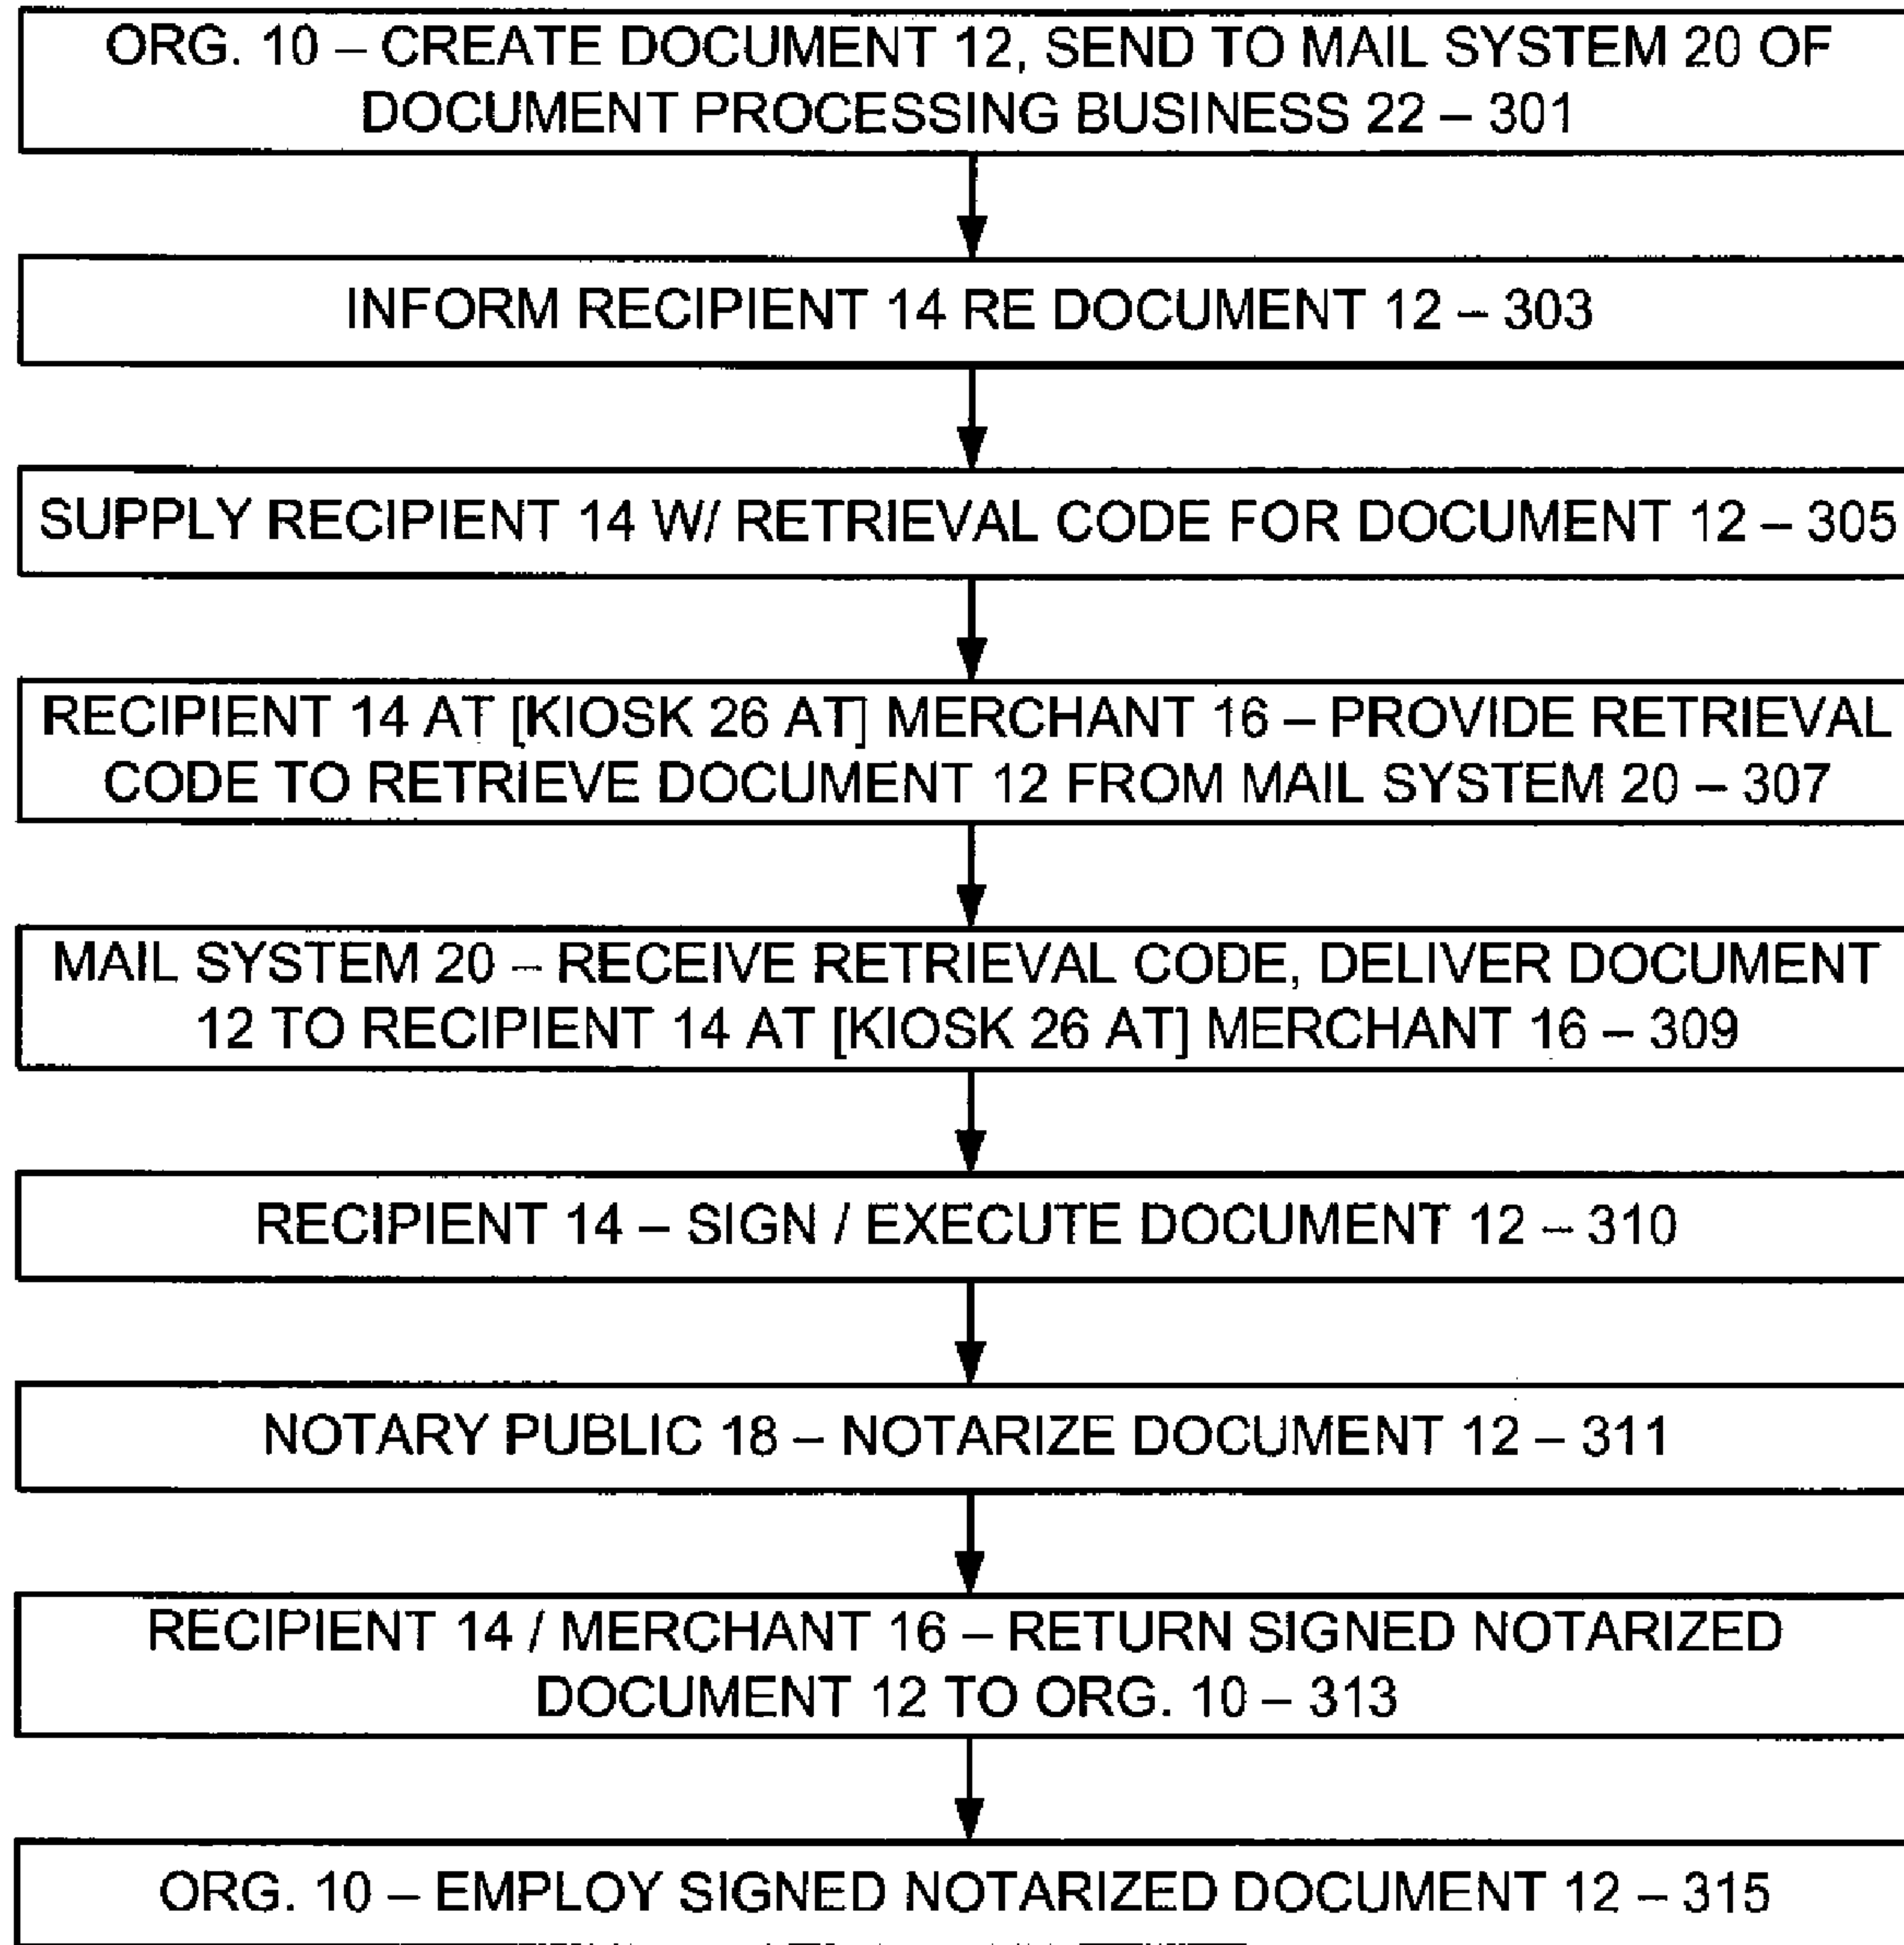 ORG. 10 – CREATE DOCUMENT 12, SEND TO MAIL SYSTEM 20 OF
DOCUMENT PROCESSING BUSINESS 22 – 301
INFORM RECIPIENT 14 RE DOCUMENT 12 – 303
SUPPLY RECIPIENT 14 W/ RETRIEVAL CODE FOR DOCUMENT 12 – 305
RECIPIENT 14 AT [KIOSK 26 AT] MERCHANT 16 – PROVIDE RETRIEVAL
CODE TO RETRIEVE DOCUMENT 12 FROM MAIL SYSTEM 20 – 307
MAIL SYSTEM 20 – RECEIVE RETRIEVAL CODE, DELIVER DOCUMENT
12 TO RECIPIENT 14 AT [KIOSK 26 AT] MERCHANT 16 – 309
RECIPIENT 14 – SIGN / EXECUTE DOCUMENT 12 – 310
NOTARY PUBLIC 18 – NOTARIZE DOCUMENT 12 – 311
RECIPIENT 14 / MERCHANT 16 – RETURN SIGNED NOTARIZED
DOCUMENT 12 TO ORG. 10 – 313
ORG. 10 – EMPLOY SIGNED NOTARIZED DOCUMENT 12 – 315